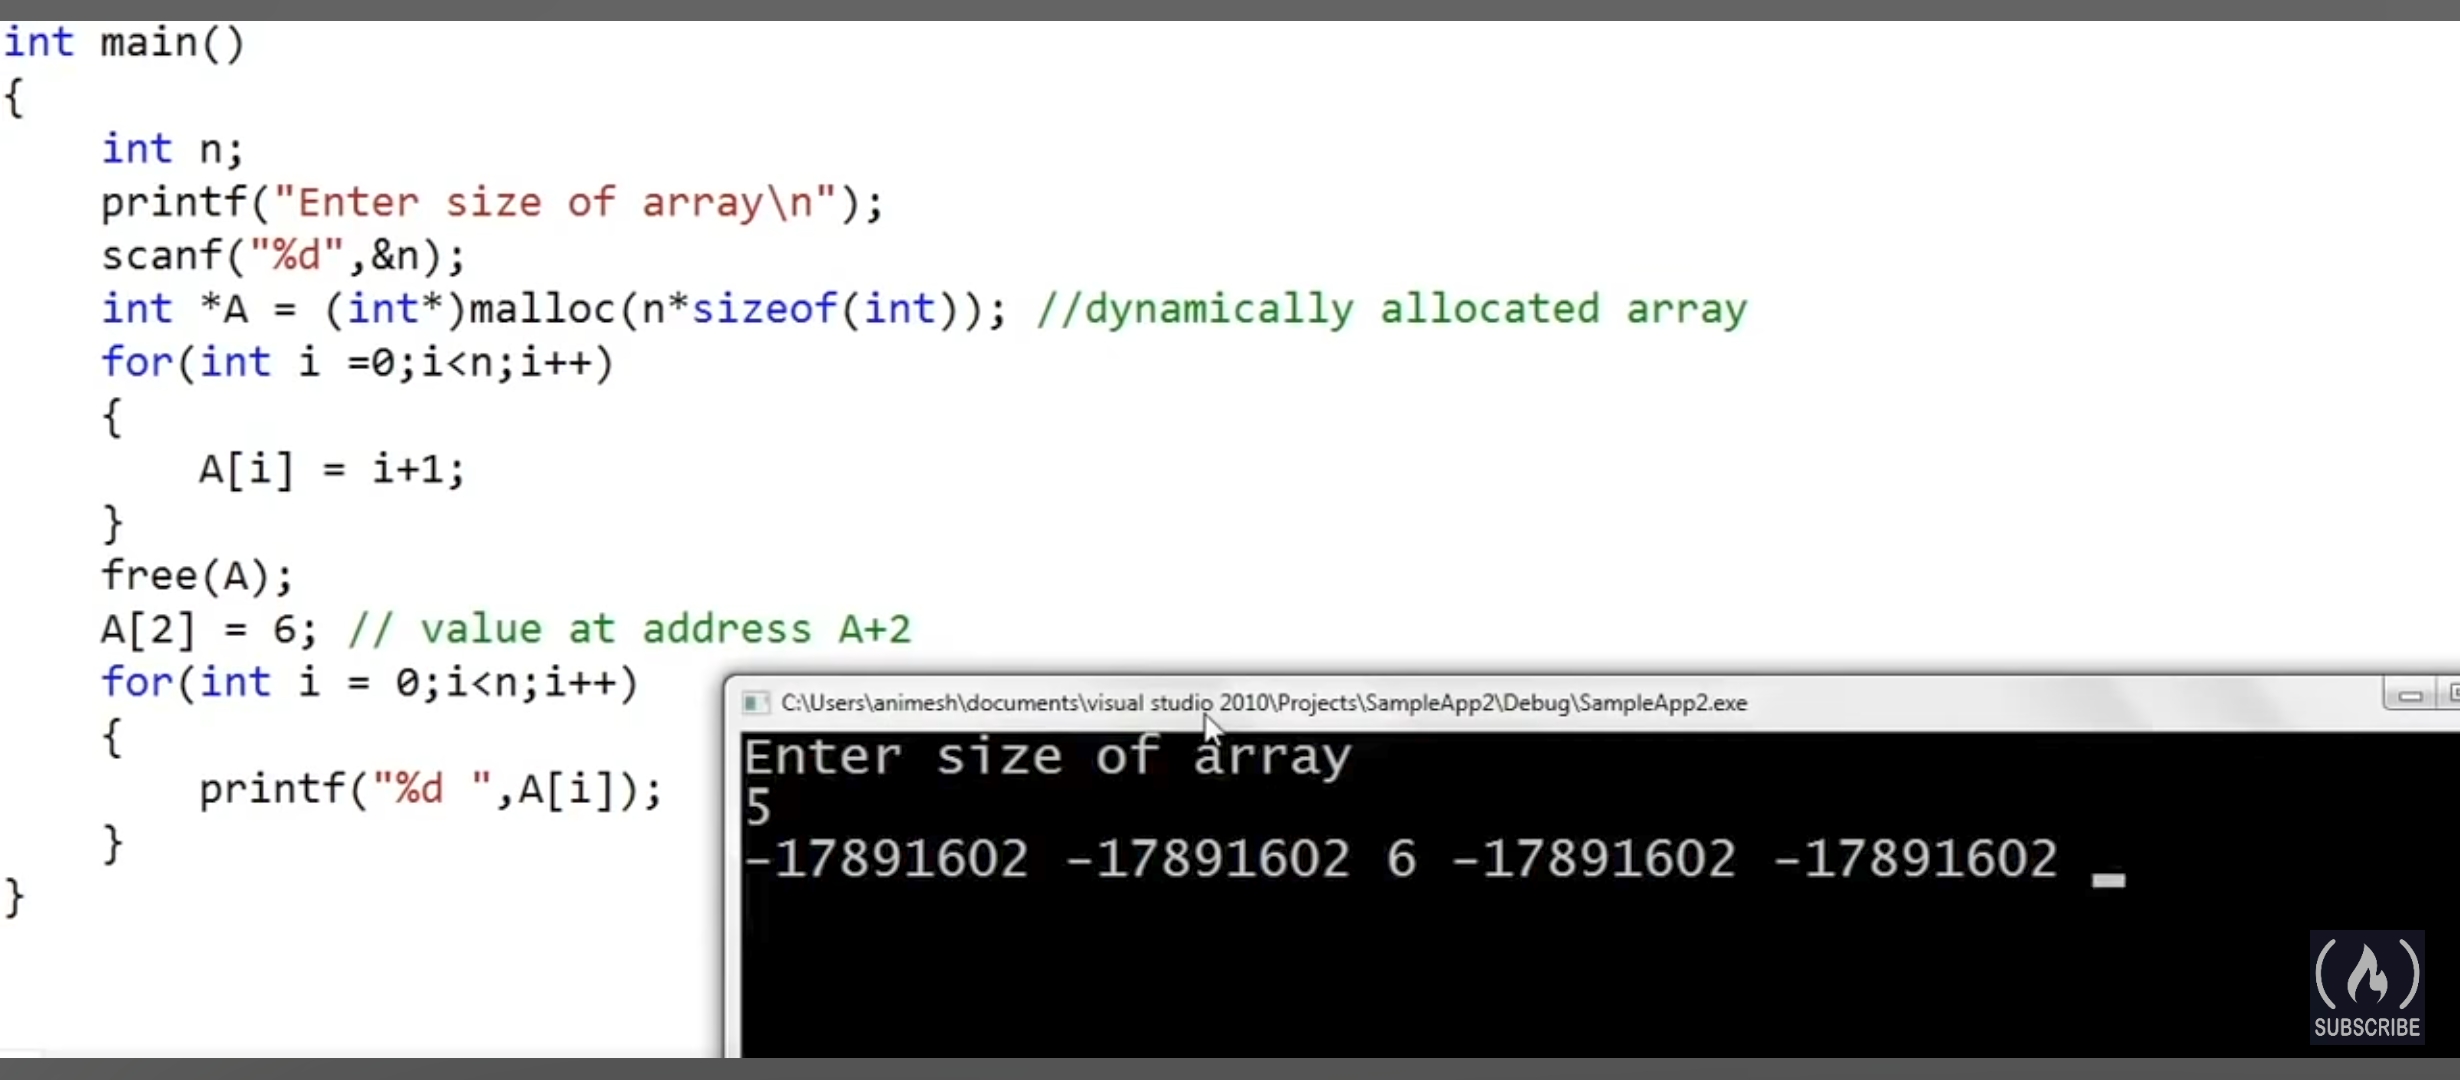 int main()
{
    int n;
    printf("Enter size of array\n");
    scanf("%d",&n);
    int *A = (int*)malloc(n*sizeof(int)); //dynamically allocated array
    for(int i =0;i<n;i++)
    {
        A[i] = i+1;
    }
    free(A);
    A[2] = 6; // value at address A+2
    for(int i = 0;i<n;i++)
    {
        printf("%d ",A[i]);
    }
}
C:\Users\animesh\documents\visual studio 2010\Projects\SampleApp2\Debug\SampleApp2.exe
Enter size of array
5
-17891602 -17891602 6 -17891602 -17891602
SUBSCRIBE